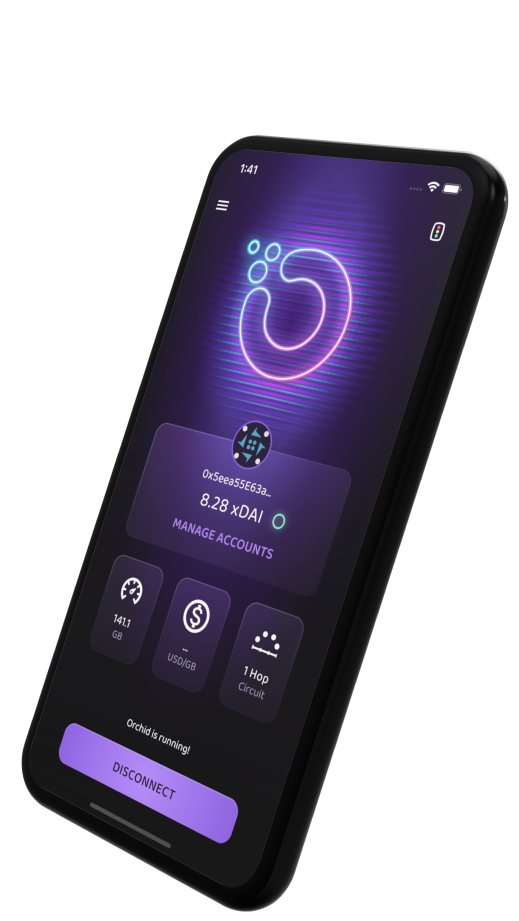 1:41
0x5eea55E63a...
8.28 xDAI
MANAGE ACCOUNTS
141.1
GB
...
USD/GB
1 Hop
Circuit
Orchid is running!
DISCONNECT